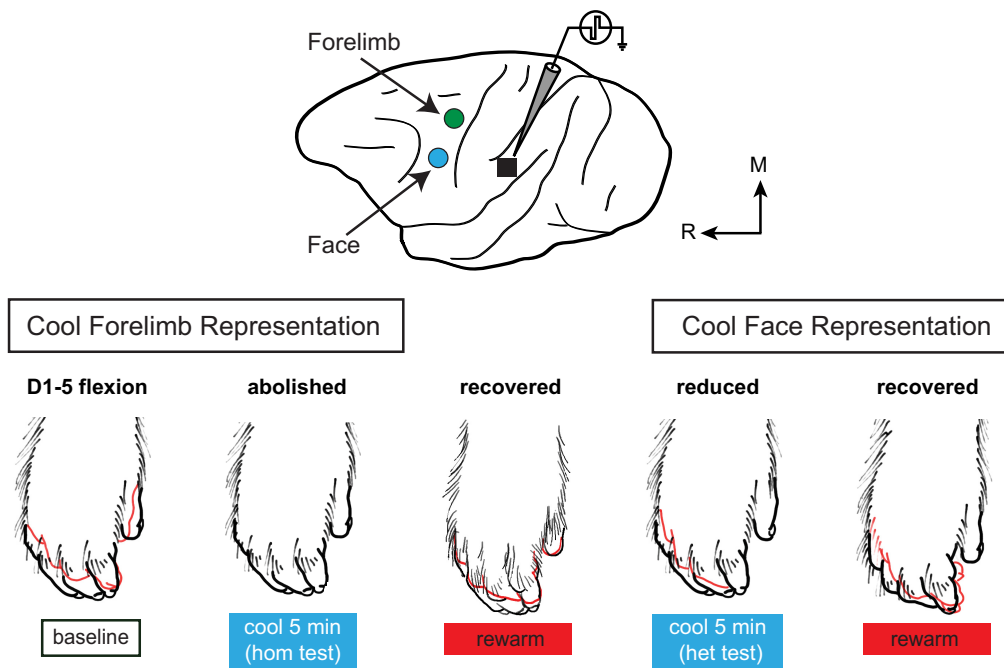 Forelimb
Face
M
R
Cool Forelimb Representation
Cool Face Representation
D1-5 flexion
abolished
recovered
reduced
recovered
baseline
cool 5 min
(hom test)
rewarm
cool 5 min
(het test)
rewarm